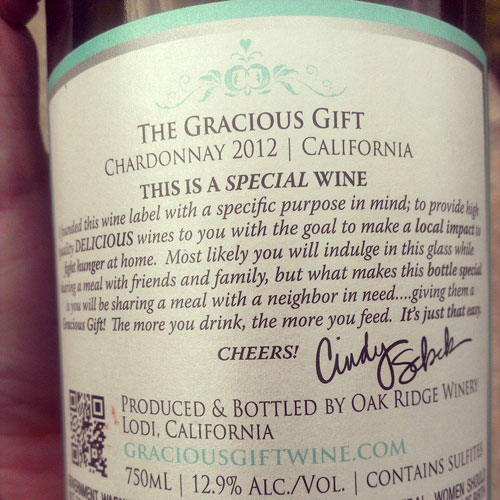 THE GRACIOUS GIFT
CHARDONNAY 2012 | CALIFORNIA
THIS IS A SPECIAL WINE
founded this wine label with a specific purpose in mind; to provide high
quality DELICIOUS wines to you with the goal to make a local impact to
fight hunger at home. Most likely you will indulge in this glass while
sharing a meal with friends and family, but what makes this bottle special
is you will be sharing a meal with a neighbor in need....giving them a
Gracious Gift! The more you drink, the more you feed. It's just that easy.
CHEERS! Cindy
PRODUCED & BOTTLED BY OAK RIDGE WINERY
LODI, CALIFORNIA
GRACIOUSGIFTWINE.COM
750ML | 12.9% ALC./VOL. | CONTAINS SULFITES
WOMEN SHOULD